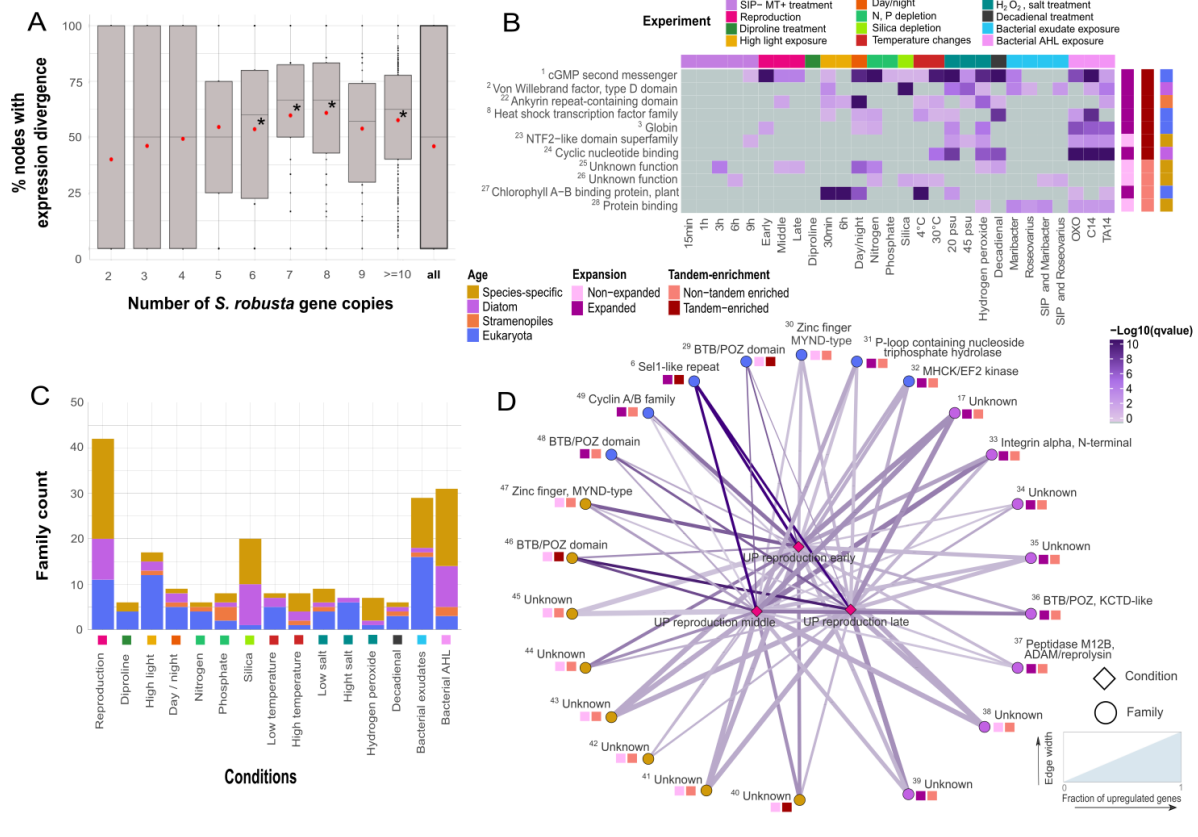 A
% nodes with
expression divergence
100
75
50
25
0
2
3
4
5
6
7
8
9
>=10
all
*
*
*
*
Number of S. robusta gene copies
B
Experiment
SIP- MT+ treatment
Reproduction
Diproline treatment
High light exposure
Day/night
N, P depletion
Silica depletion
Temperature changes
H2O2, salt treatment
Decadienal treatment
Bacterial exudate exposure
Bacterial AHL exposure
1 cGMP second messenger
2 Von Willebrand factor, type D domain
22 Ankyrin repeat-containing domain
8 Heat shock transcription factor family
3 Globin
23 NTF2-like domain superfamily
24 Cyclic nucleotide binding
25 Unknown function
26 Unknown function
27 Chlorophyll A-B binding protein, plant
28 Protein binding
15min
1h
3h
6h
9h
Early
Middle
Late
Diproline
30min
6h
Day/night
Nitrogen
Phosphate
Silica
4°C
30°C
20 psu
45 psu
Hydrogen peroxide
Decadienal
Maribacter
Roseovarius
SIP and Maribacter
SIP and Roseovarius
OXO
C14
TA14
Age
Species-specific
Diatom
Stramenopiles
Eukaryota
Expansion
Non-expanded
Expanded
Tandem-enrichment
Non-tandem enriched
Tandem-enriched
−Log10(qvalue)
10
8
6
4
2
0
C
Family count
50
40
30
20
10
0
Reproduction
Diproline
High light
Day / night
Nitrogen
Phosphate
Silica
Low temperature
High temperature
Low salt
Hight salt
Hydrogen peroxide
Decadienal
Bacterial exudates
Bacterial AHL
Conditions
D
30 Zinc finger
MYND-type
31 P-loop containing nucleoside
triphosphate hydrolase
32 MHCK/EF2 kinase
17 Unknown
33 Integrin alpha, N-terminal
34 Unknown
35 Unknown
36 BTB/POZ, KCTD-like
37 Peptidase M12B,
ADAM/reprolysin
38 Unknown
39 Unknown
40 Unknown
41 Unknown
42 Unknown
43 Unknown
44 Unknown
45 Unknown
46 BTB/POZ domain
47 Zinc finger, MYND-type
48 BTB/POZ domain
49 Cyclin A/B family
6 Sel1-like repeat
29 BTB/POZ domain
UP reproduction early
UP reproduction middle
UP reproduction late
Condition
Family
Edge width
0
1
Fraction of upregulated genes